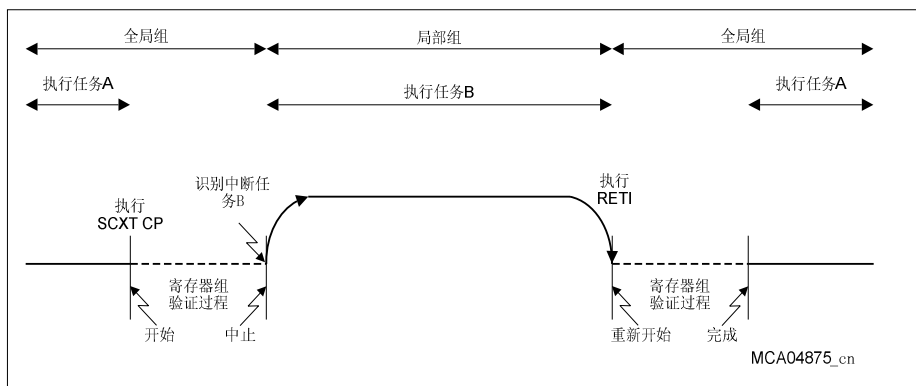 全局组
局部组
全局组
执行任务A
执行任务B
执行任务A
识别中断任
务B
执行
RETI
执行
SCXT CP
寄存器组
验证过程
寄存器组
验证过程
开始
中止
重新开始
完成
MCA04875_cn